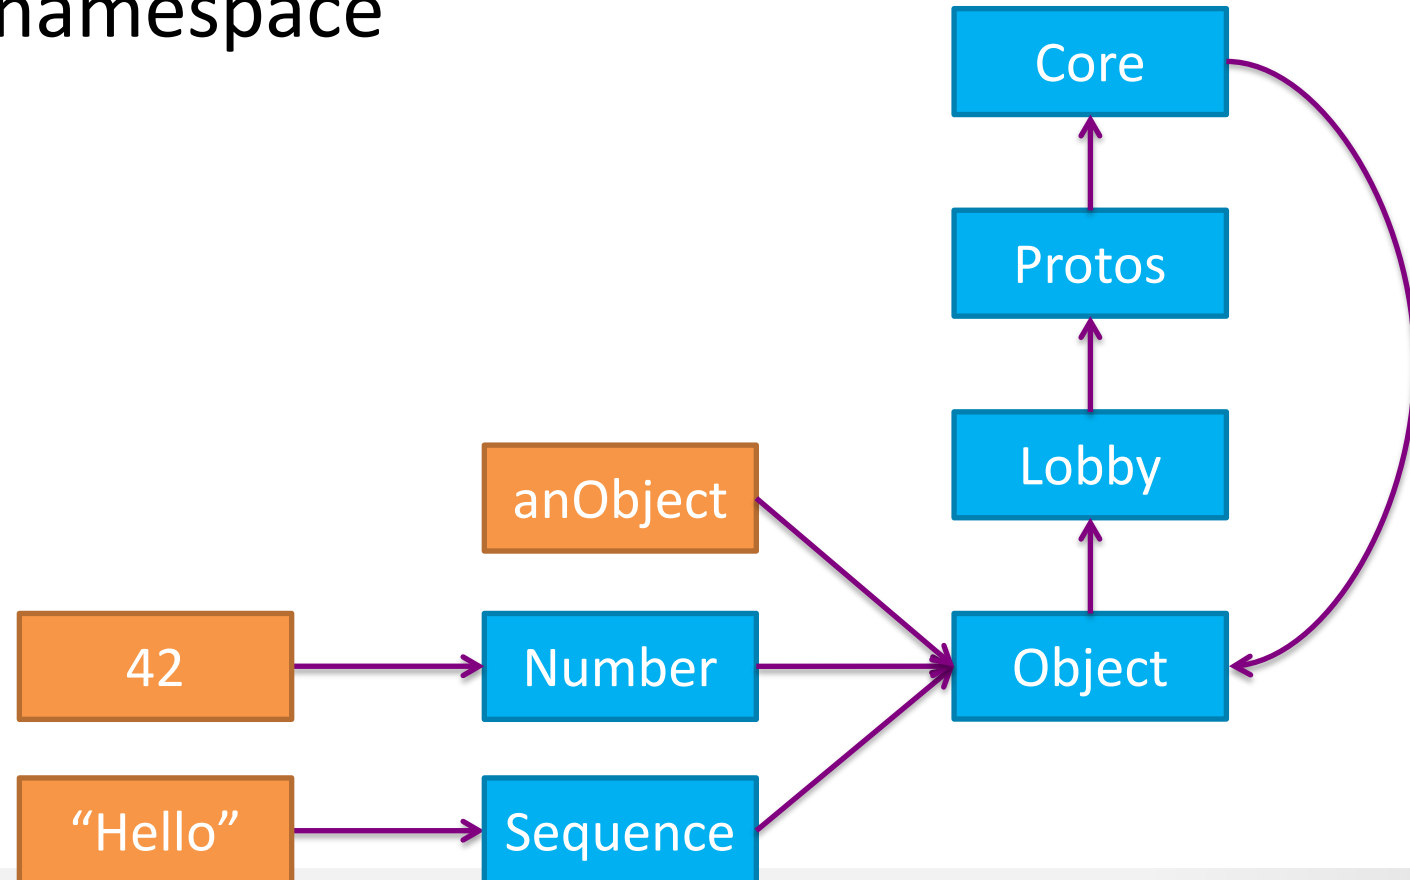 namespace
Core
Protos
Lobby
anObject
42
Number
Object
“Hello”
Sequence